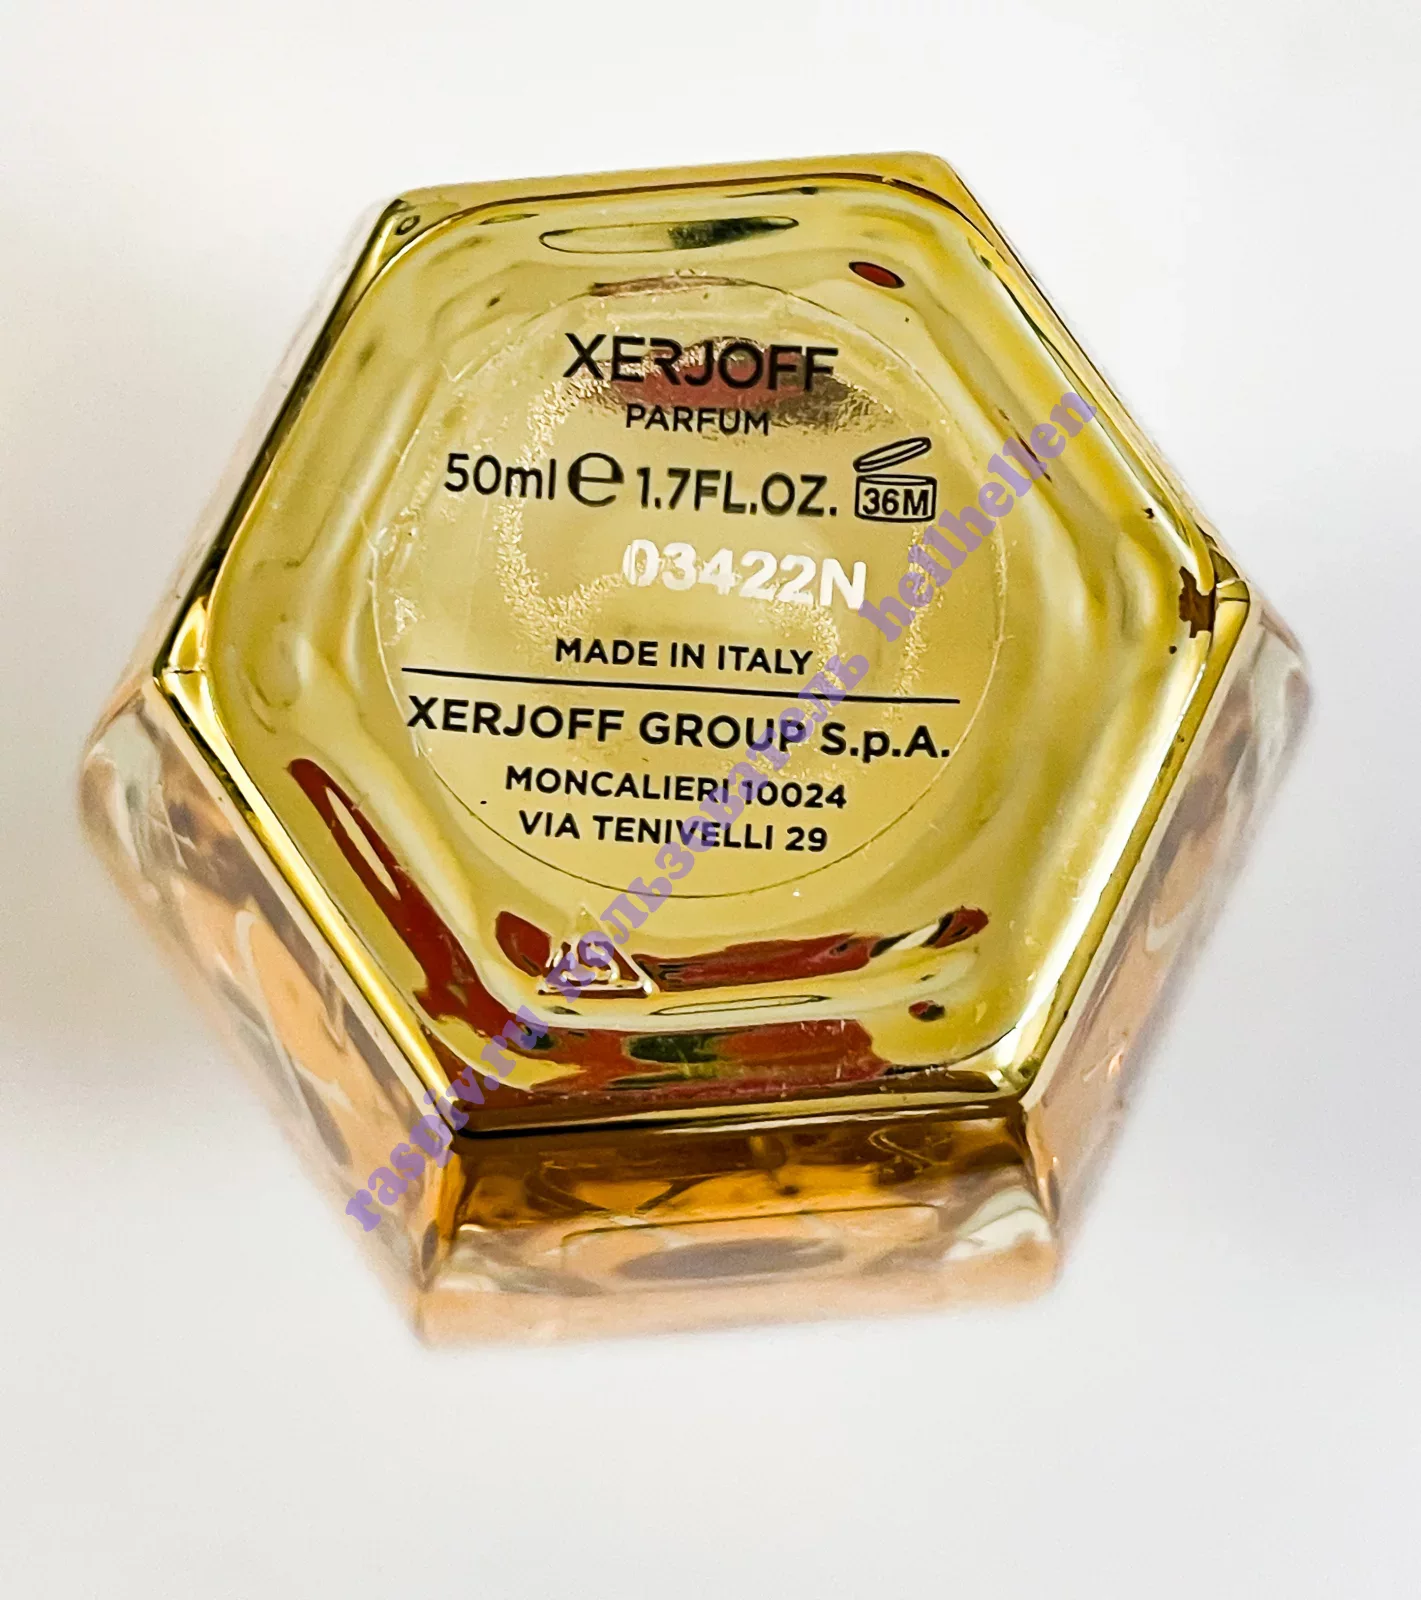 XERJOFF
PARFUM
50ml ℮ 1.7FL.OZ. 36M
03422N
MADE IN ITALY
XERJOFF GROUP S.p.A.
MONCALIERI 10024
VIA TENIVELLI 29
raspiv.ru пользователь hellhellen